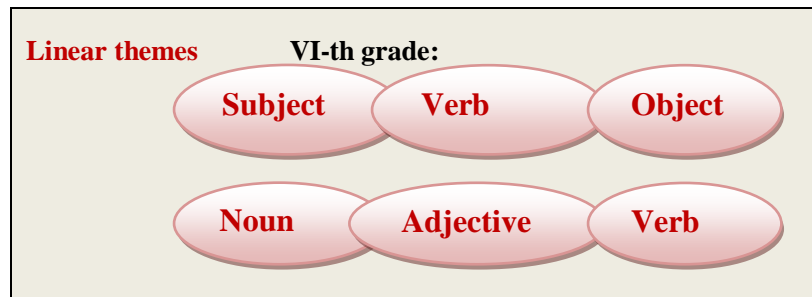 Linear themes VI-th grade:
Subject Verb Object
Noun Adjective Verb